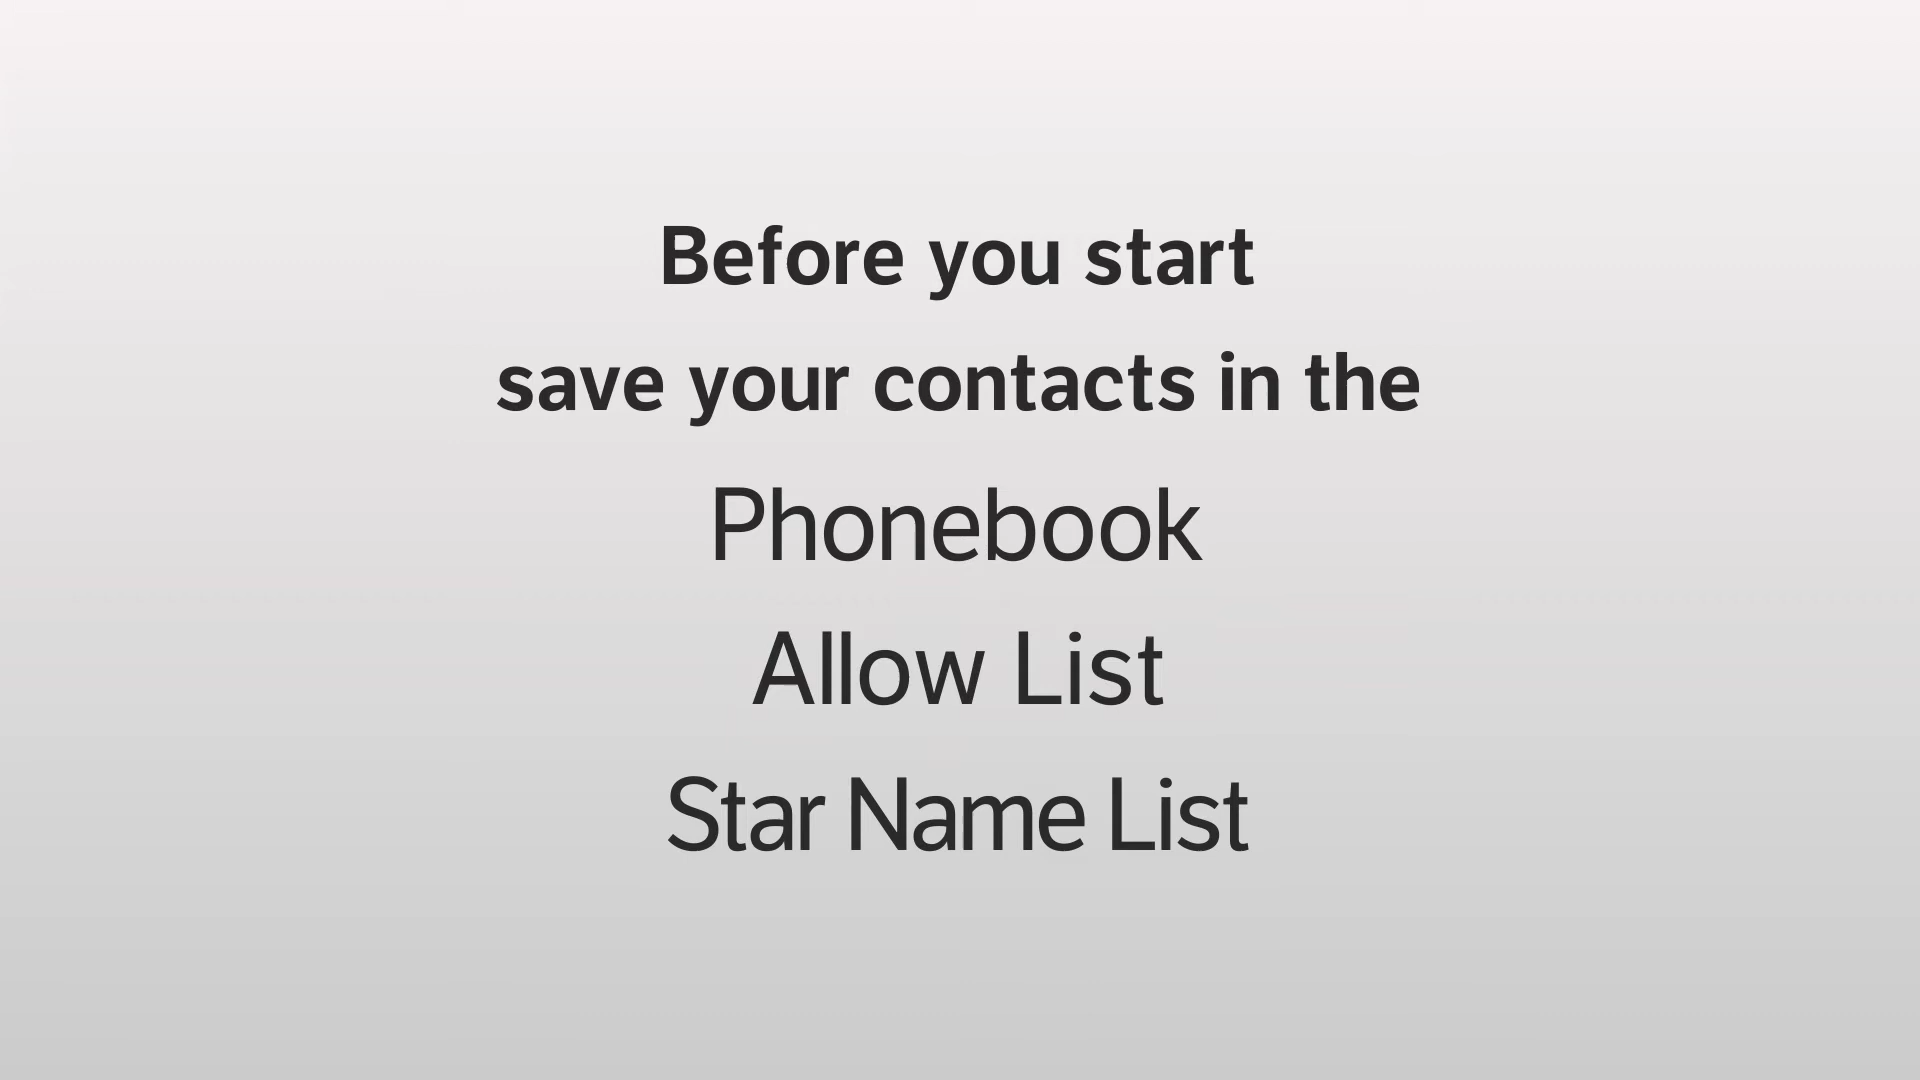 Before you start
save your contacts in the
Phonebook
Allow List
Star Name List